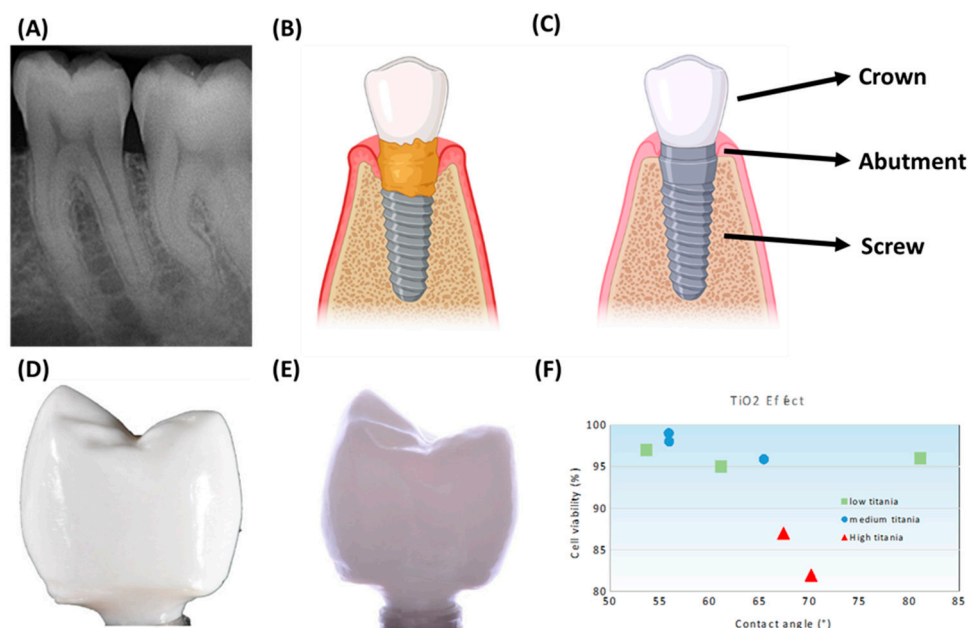 (A)
(B)
(C)
Crown
Abutment
Screw
(D)
(E)
(F)
TiO2 Effect
Cell viability (%)
100
95
90
85
80
low titania
medium titania
High titania
50 55 60 65 70 75 80 85
Contact angle (°)